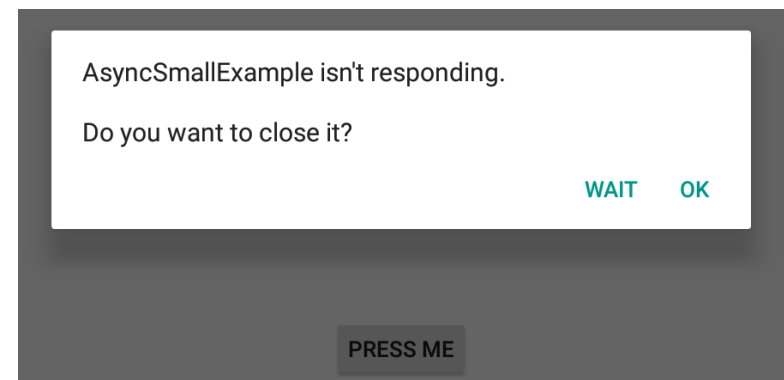 AsyncSmallExample isn't responding.
Do you want to close it?
WAIT OK
PRESS ME